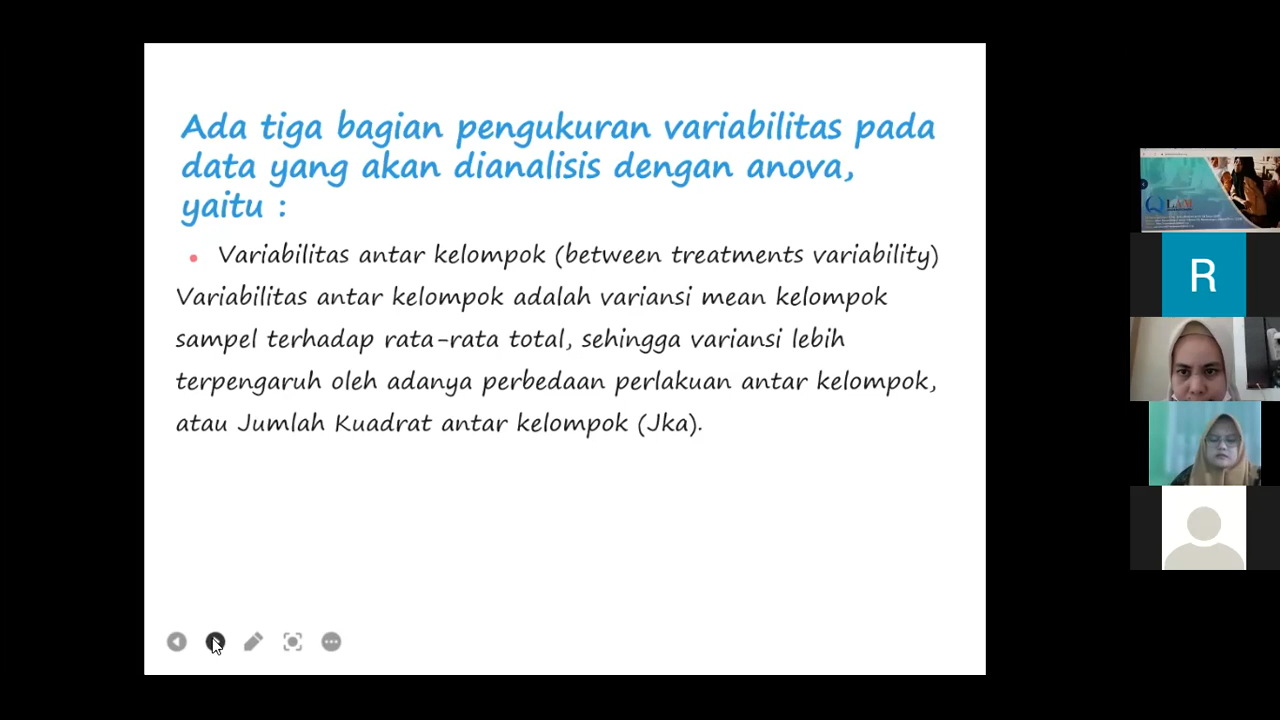 Ada tiga bagian pengukuran variabilitas pada
data yang akan dianalisis dengan anova,
yaitu :
• Variabilitas antar kelompok (between treatments variability)
Variabilitas antar kelompok adalah variansi mean kelompok
sampel terhadap rata-rata total, sehingga variansi lebih
terpengaruh oleh adanya perbedaan perlakuan antar kelompok,
atau Jumlah Kuadrat antar kelompok (Jka).
R